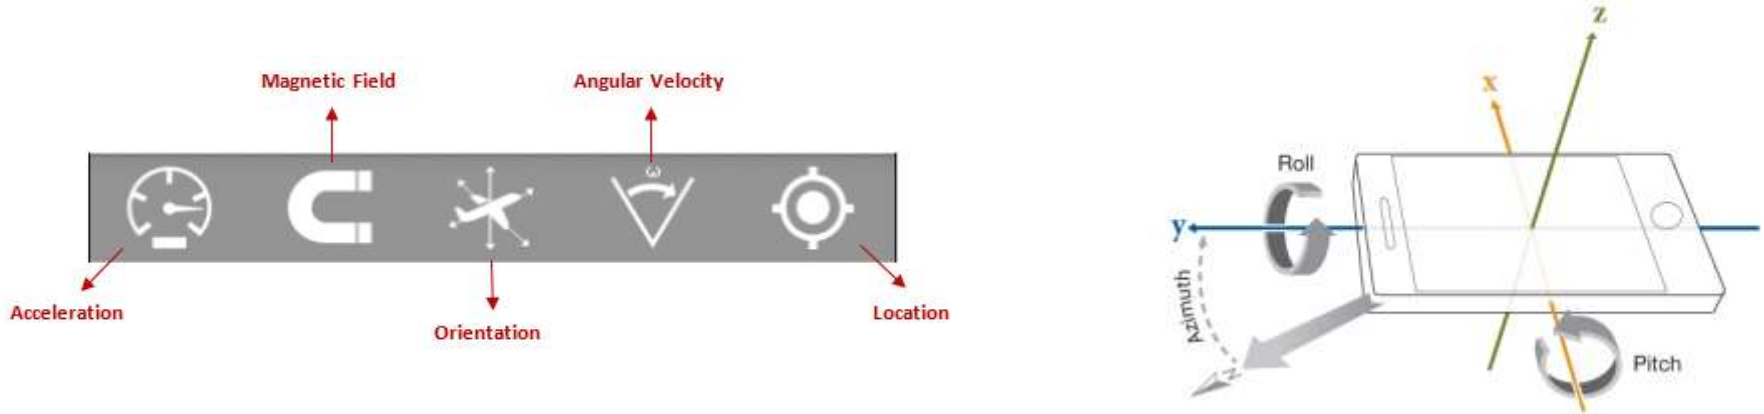 Magnetic Field
Angular Velocity
ω
Acceleration
Orientation
Location
z
x
Roll
y
Azimuth
Pitch